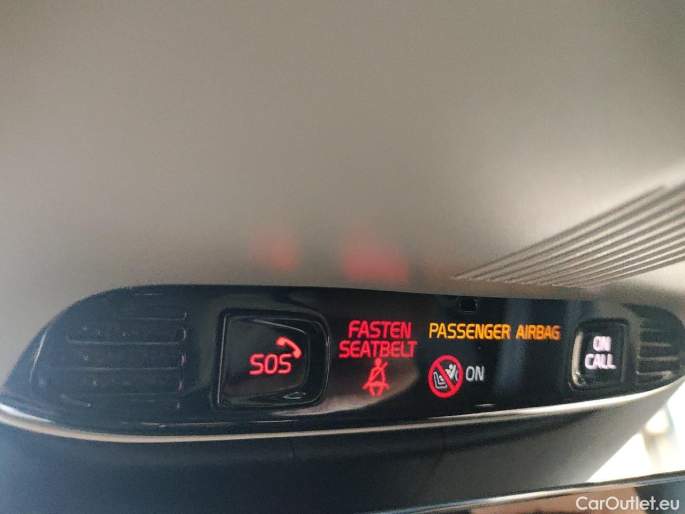 SOS
FASTEN
SEATBELT
PASSENGER AIRBAG
ON
ON
CALL
CarOutlet.eu